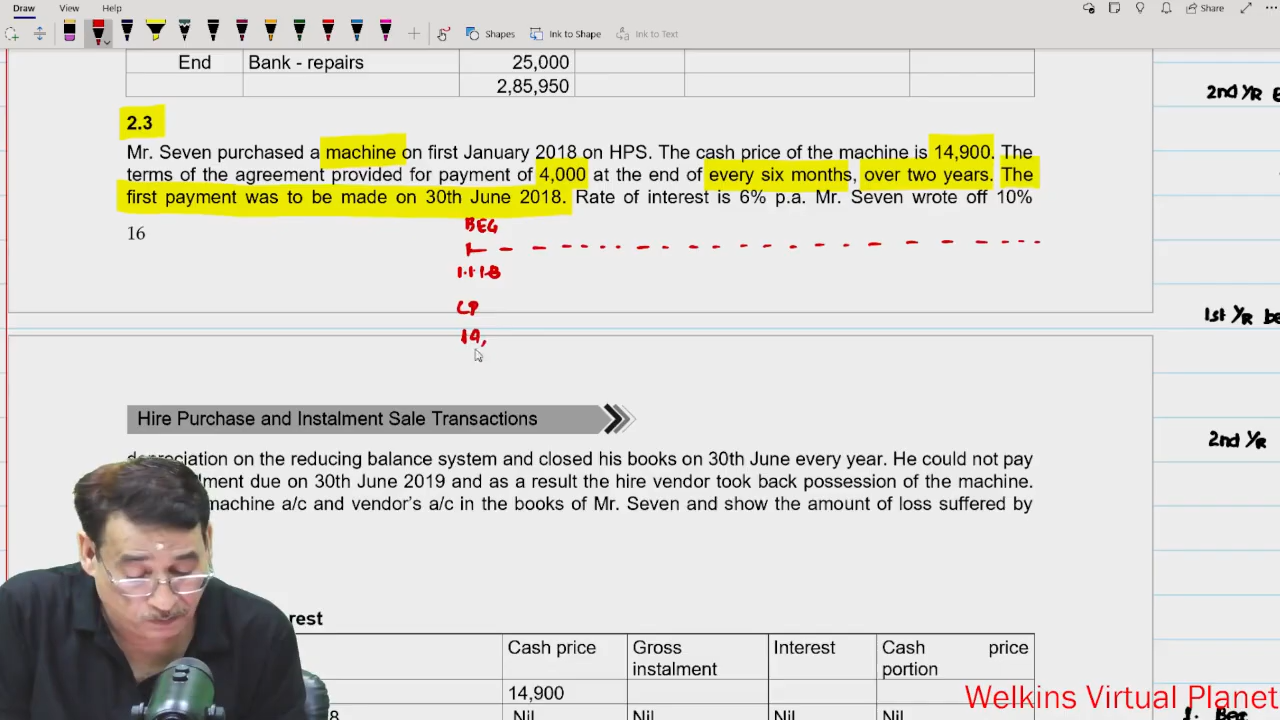 Draw View Help
Share
Shapes Ink to Shape Ink to Text
End Bank - repairs 25,000
2,85,950
2nd YR
2.3
Mr. Seven purchased a machine on first January 2018 on HPS. The cash price of the machine is 14,900. The
terms of the agreement provided for payment of 4,000 at the end of every six months, over two years. The
first payment was to be made on 30th June 2018. Rate of interest is 6% p.a. Mr. Seven wrote off 10%
BEG
16
1.1.18
CP
1st YR be
14,
Hire Purchase and Instalment Sale Transactions
2nd YR
depreciation on the reducing balance system and closed his books on 30th June every year. He could not pay
lment due on 30th June 2019 and as a result the hire vendor took back possession of the machine.
machine a/c and vendor's a/c in the books of Mr. Seven and show the amount of loss suffered by
rest
Cash price Gross instalment Interest Cash price portion
14,900
8 Nil Nil Nil Nil
Welkins Virtual Planet
1. Beg